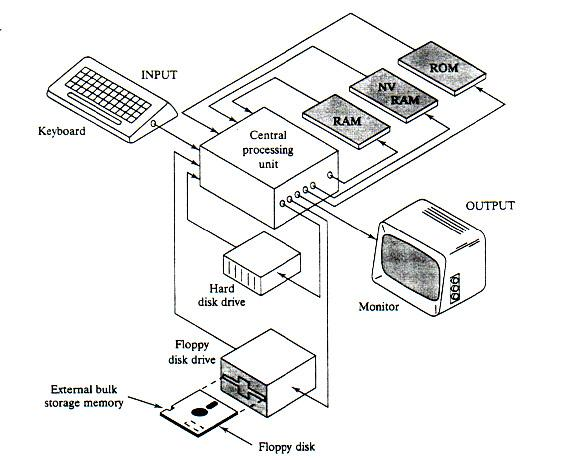 INPUT
Keyboard
Central
processing
unit
ROM
NV
RAM
RAM
OUTPUT
Monitor
Hard
disk drive
Floppy
disk drive
External bulk
storage memory
Floppy disk